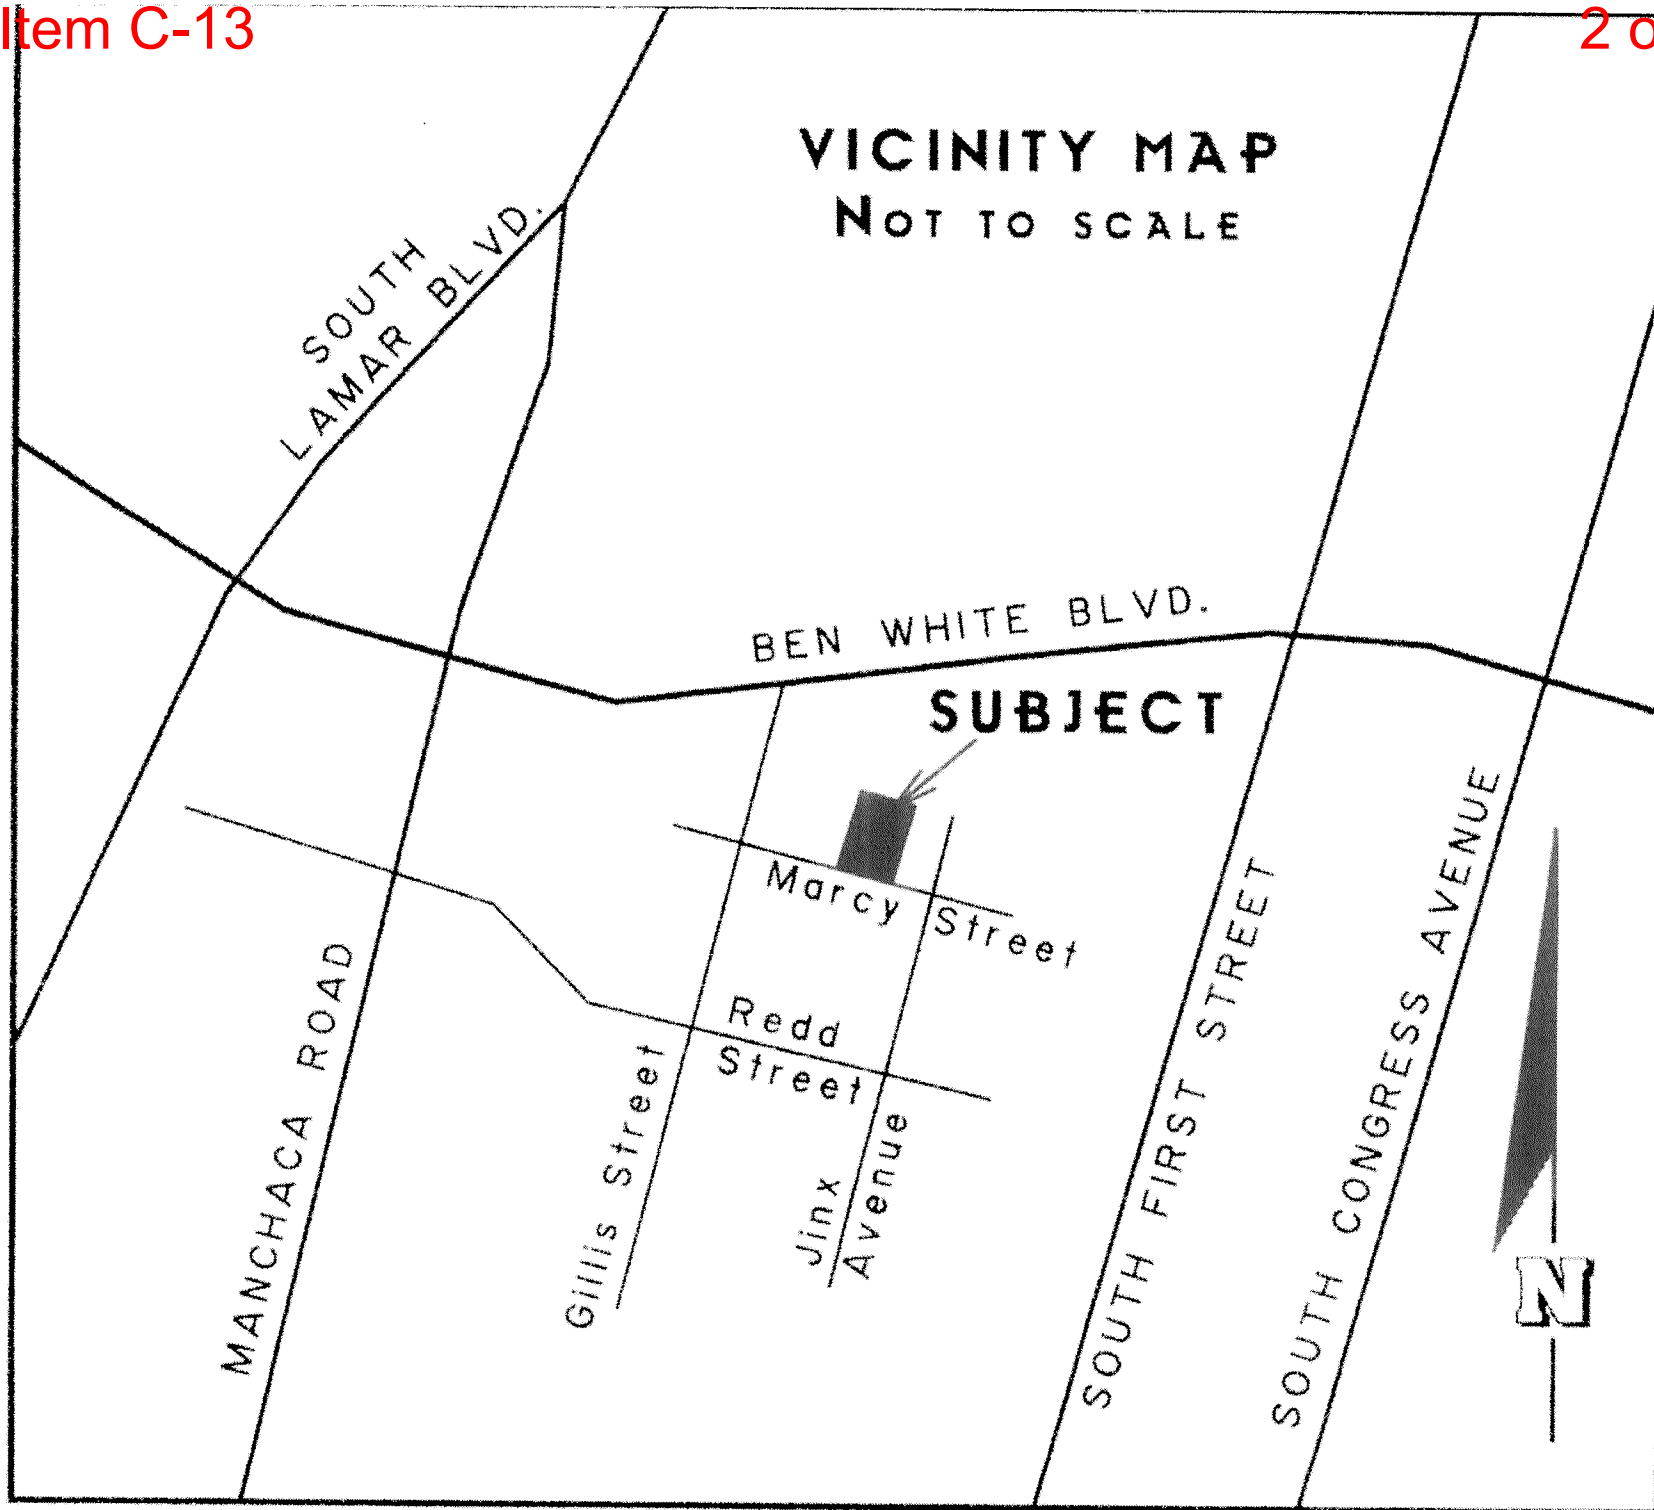 Item C-13
2 o
VICINITY MAP
NOT TO SCALE
SOUTH
LAMAR BLVD.
BEN WHITE BLVD.
SUBJECT
Marcy Street
Redd
Street
Gillis Street
Jinx
Avenue
MANCHACA ROAD
SOUTH FIRST STREET
SOUTH CONGRESS AVENUE
N